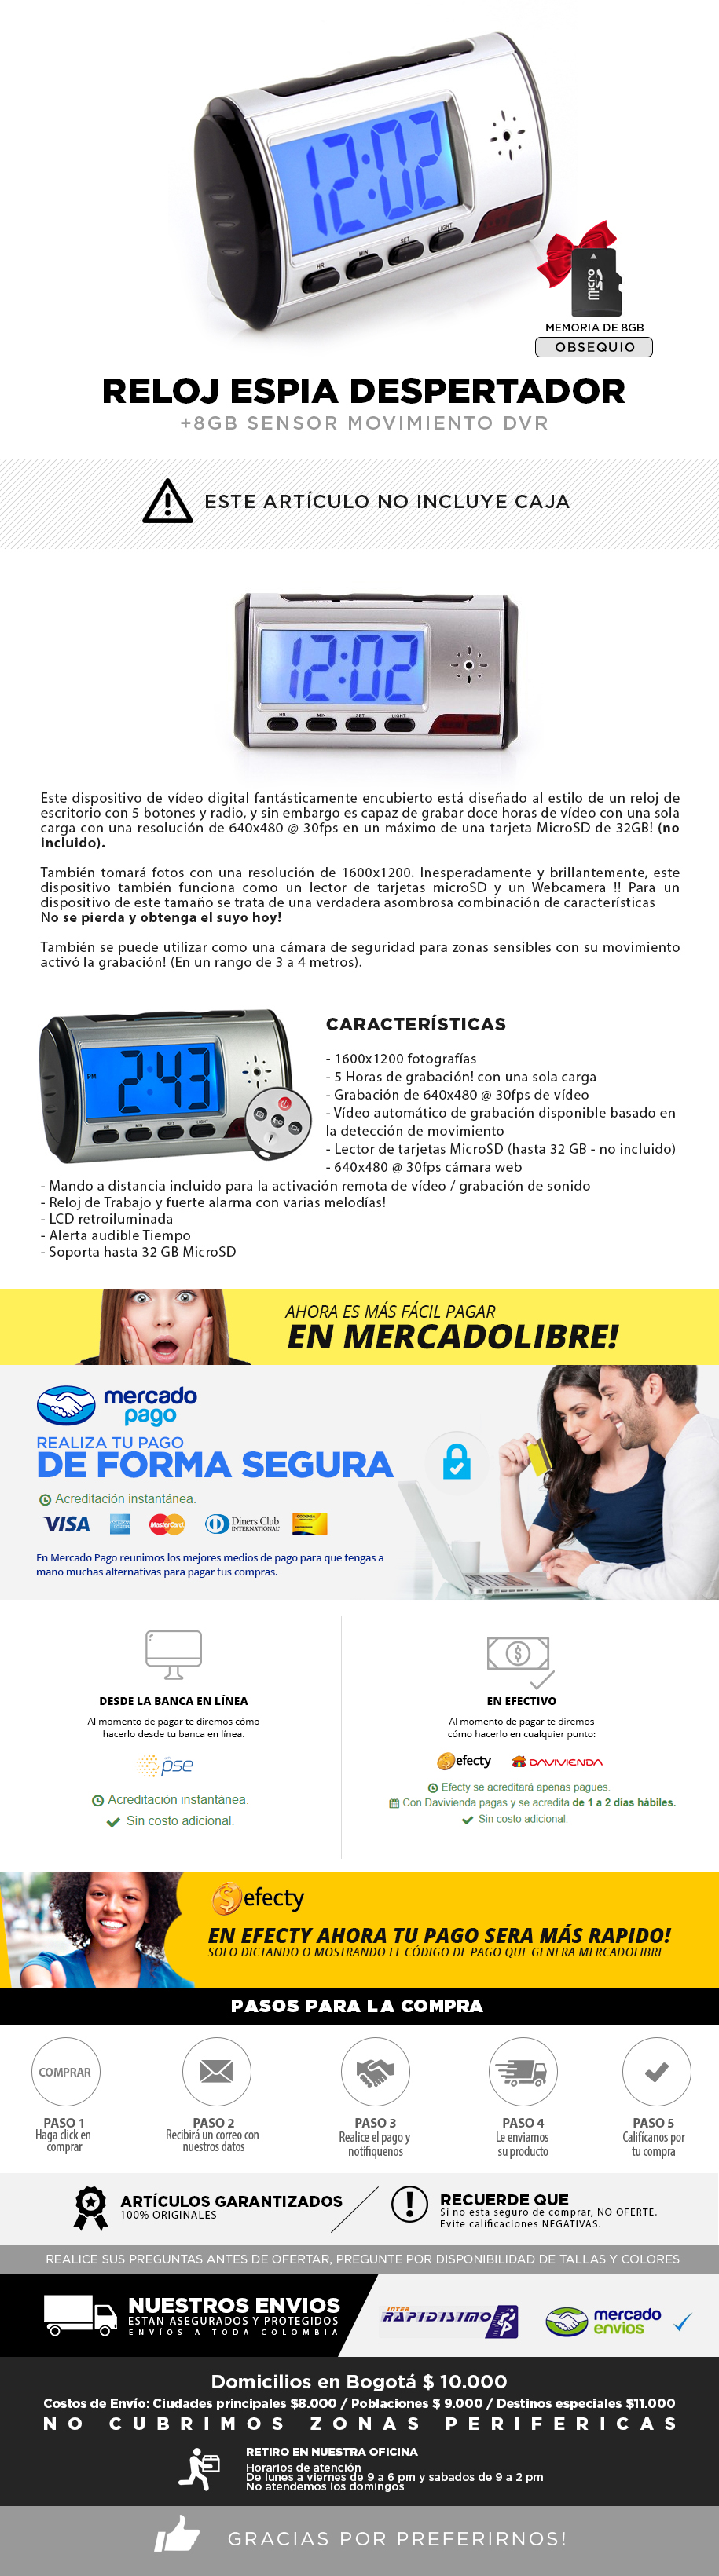 12:02
HR MIN SET LIGHT
Micro SD
MEMORIA DE 8GB
OBSEQUIO
RELOJ ESPIA DESPERTADOR
+8GB SENSOR MOVIMIENTO DVR
ESTE ARTÍCULO NO INCLUYE CAJA
12:02
HR MIN SET LIGHT
Este dispositivo de vídeo digital fantásticamente encubierto está diseñado al estilo de un reloj de
escritorio con 5 botones y radio, y sin embargo es capaz de grabar doce horas de vídeo con una sola
carga con una resolución de 640x480 @ 30fps en un máximo de una tarjeta MicroSD de 32GB! (no
incluido).
También tomará fotos con una resolución de 1600x1200. Inesperadamente y brillantemente, este
dispositivo también funciona como un lector de tarjetas microSD y un Webcamera !! Para un
dispositivo de este tamaño se trata de una verdadera asombrosa combinación de características
No se pierda y obtenga el suyo hoy!
También se puede utilizar como una cámara de seguridad para zonas sensibles con su movimiento
activó la grabación! (En un rango de 3 a 4 metros).
PM 2:43
HR MIN SET LIGHT
CARACTERÍSTICAS
- 1600x1200 fotografías
- 5 Horas de grabación! con una sola carga
- Grabación de 640x480 @ 30fps de vídeo
- Vídeo automático de grabación disponible basado en
la detección de movimiento
- Lector de tarjetas MicroSD (hasta 32 GB - no incluido)
- 640x480 @ 30fps cámara web
- Mando a distancia incluido para la activación remota de vídeo / grabación de sonido
- Reloj de Trabajo y fuerte alarma con varias melodías!
- LCD retroiluminada
- Alerta audible Tiempo
- Soporta hasta 32 GB MicroSD
AHORA ES MÁS FÁCIL PAGAR
EN MERCADOLIBRE!
mercado
pago
REALIZA TU PAGO
DE FORMA SEGURA
Acreditación instantánea.
VISA MasterCard Diners Club
INTERNATIONAL
En Mercado Pago reunimos los mejores medios de pago para que tengas a
mano muchas alternativas para pagar tus compras.
DESDE LA BANCA EN LÍNEA
Al momento de pagar te diremos cómo
hacerlo desde tu banca en línea.
pse
Acreditación instantánea.
Sin costo adicional.
EN EFECTIVO
Al momento de pagar te diremos
cómo hacerlo en cualquier punto:
efecty DAVIVIENDA
Efecty se acreditará apenas pagues.
Con Davivienda pagas y se acredita de 1 a 2 días hábiles.
Sin costo adicional.
efecty
EN EFECTY AHORA TU PAGO SERA MÁS RAPIDO!
SOLO DICTANDO O MOSTRANDO EL CÓDIGO DE PAGO QUE GENERA MERCADOLIBRE
PASOS PARA LA COMPRA
COMPRAR
PASO 1
Haga click en
comprar
PASO 2
Recibirá un correo con
nuestros datos
PASO 3
Realice el pago y
notifiquenos
PASO 4
Le enviamos
su producto
PASO 5
Califícanos por
tu compra
ARTÍCULOS GARANTIZADOS
100% ORIGINALES
RECUERDE QUE
Si no esta seguro de comprar, NO OFERTE.
Evite calificaciones NEGATIVAS.
REALICE SUS PREGUNTAS ANTES DE OFERTAR, PREGUNTE POR DISPONIBILIDAD DE TALLAS Y COLORES
NUESTROS ENVIOS
ESTAN ASEGURADOS Y PROTEGIDOS
ENVÍOS A TODA COLOMBIA
INTER
RAPIDISIMO
mercado
envios
Domicilios en Bogotá $ 10.000
Costos de Envío: Ciudades principales $8.000 / Poblaciones $ 9.000 / Destinos especiales $11.000
NO CUBRIMOS ZONAS PERIFERICAS
RETIRO EN NUESTRA OFICINA
Horarios de atención
De lunes a viernes de 9 a 6 pm y sabados de 9 a 2 pm
No atendemos los domingos
GRACIAS POR PREFERIRNOS!